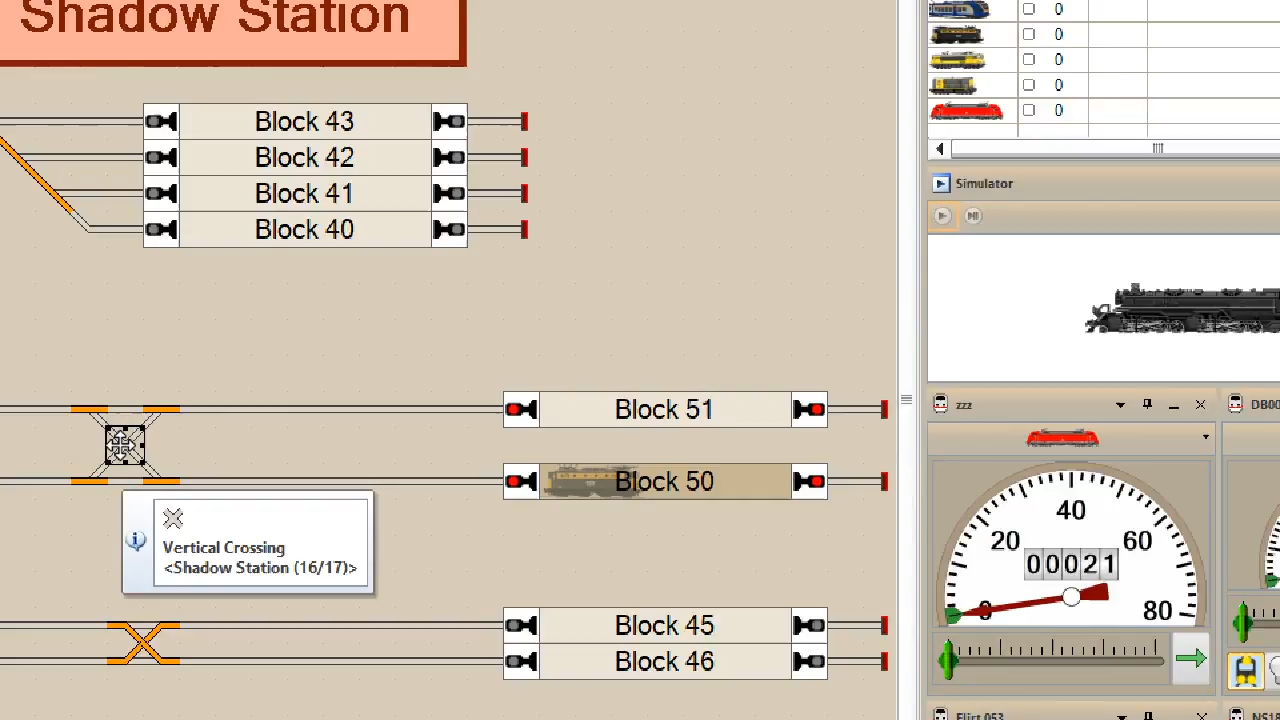 Shadow Station
0
0
0
0
0
Block 43
Block 42
Block 41
Block 40
Simulator
Block 51
zzz
DB00
Block 50
40
20
60
00021
0
80
Vertical Crossing
<Shadow Station (16/17)>
Block 45
Block 46
Flirt 053